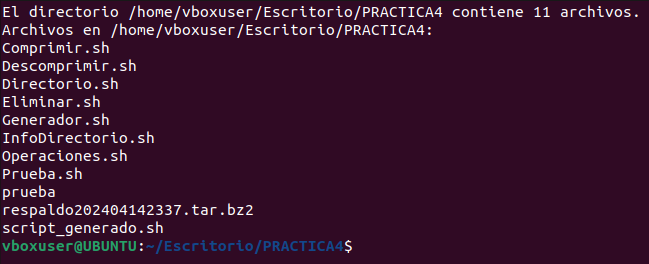 El directorio /home/vboxuser/Escritorio/PRACTICA4 contiene 11 archivos.
Archivos en /home/vboxuser/Escritorio/PRACTICA4:
Comprimir.sh
Descomprimir.sh
Directorio.sh
Eliminar.sh
Generador.sh
InfoDirectorio.sh
Operaciones.sh
Prueba.sh
prueba
respaldo202404142337.tar.bz2
script_generado.sh
vboxuser@UBUNTU:~/Escritorio/PRACTICA4$